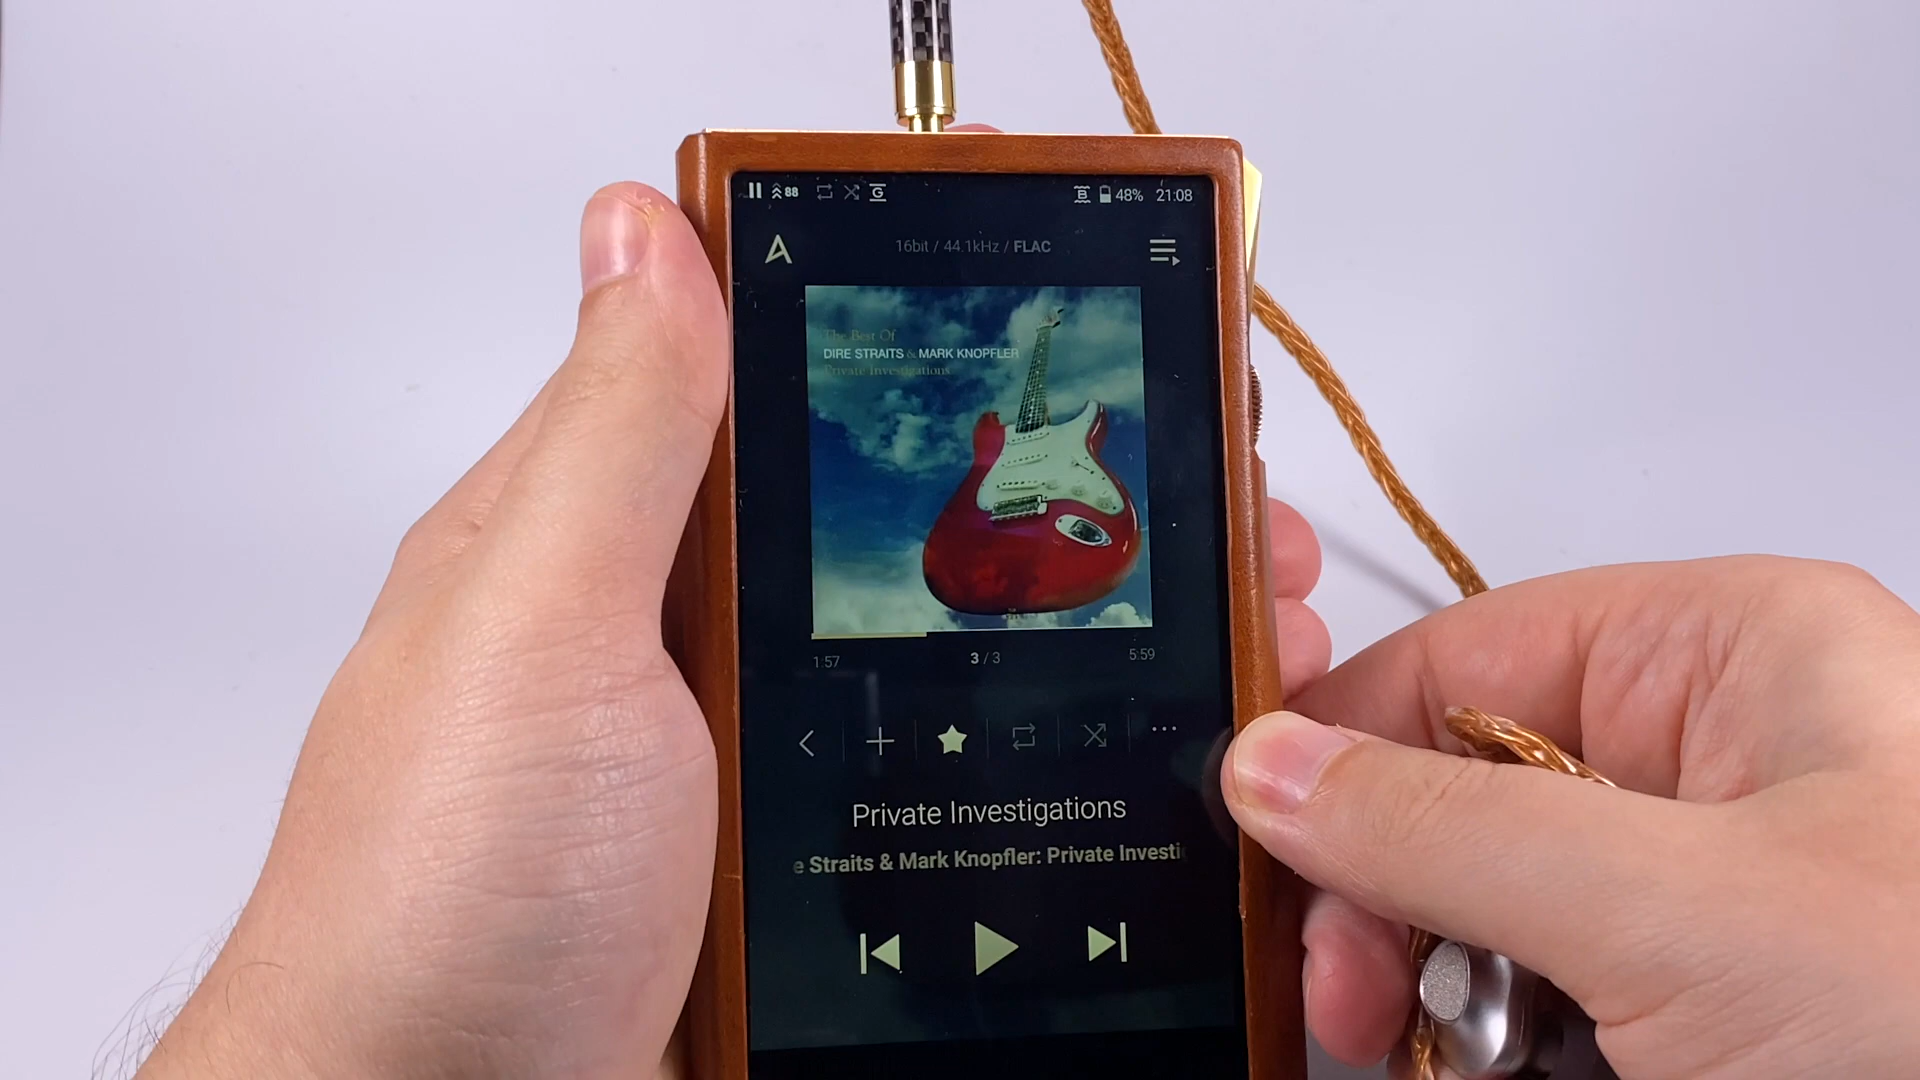 88 G B 48% 21:08
16bit / 44.1kHz / FLAC
The Best Of
DIRE STRAITS & MARK KNOPFLER
Private Investigations
1:57 3 / 3 5:59
Private Investigations
e Straits & Mark Knopfler: Private Investi